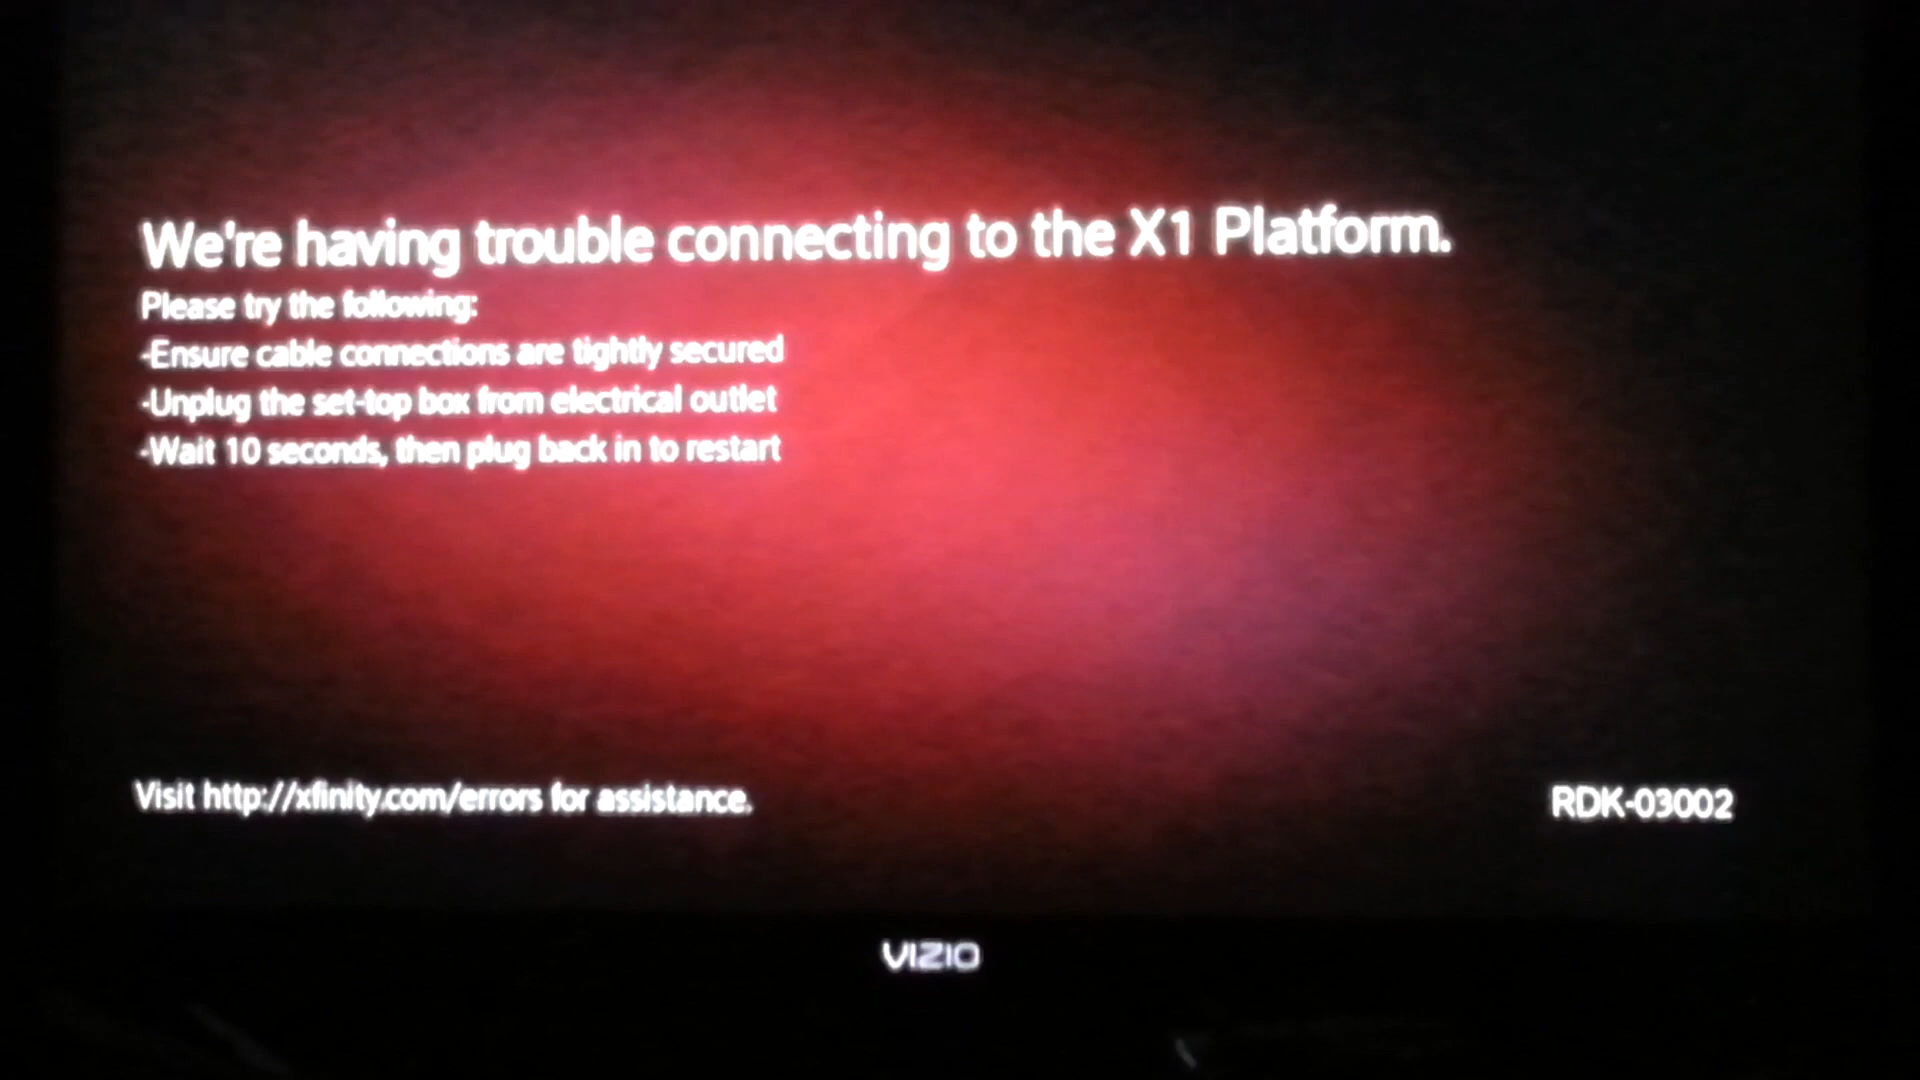 We're having trouble connecting to the X1 Platform.
Please try the following:
-Ensure cable connections are tightly secured
-Unplug the set-top box from electrical outlet
-Wait 10 seconds, then plug back in to restart
Visit http://xfinity.com/errors for assistance.
RDK-03002
VIZIO